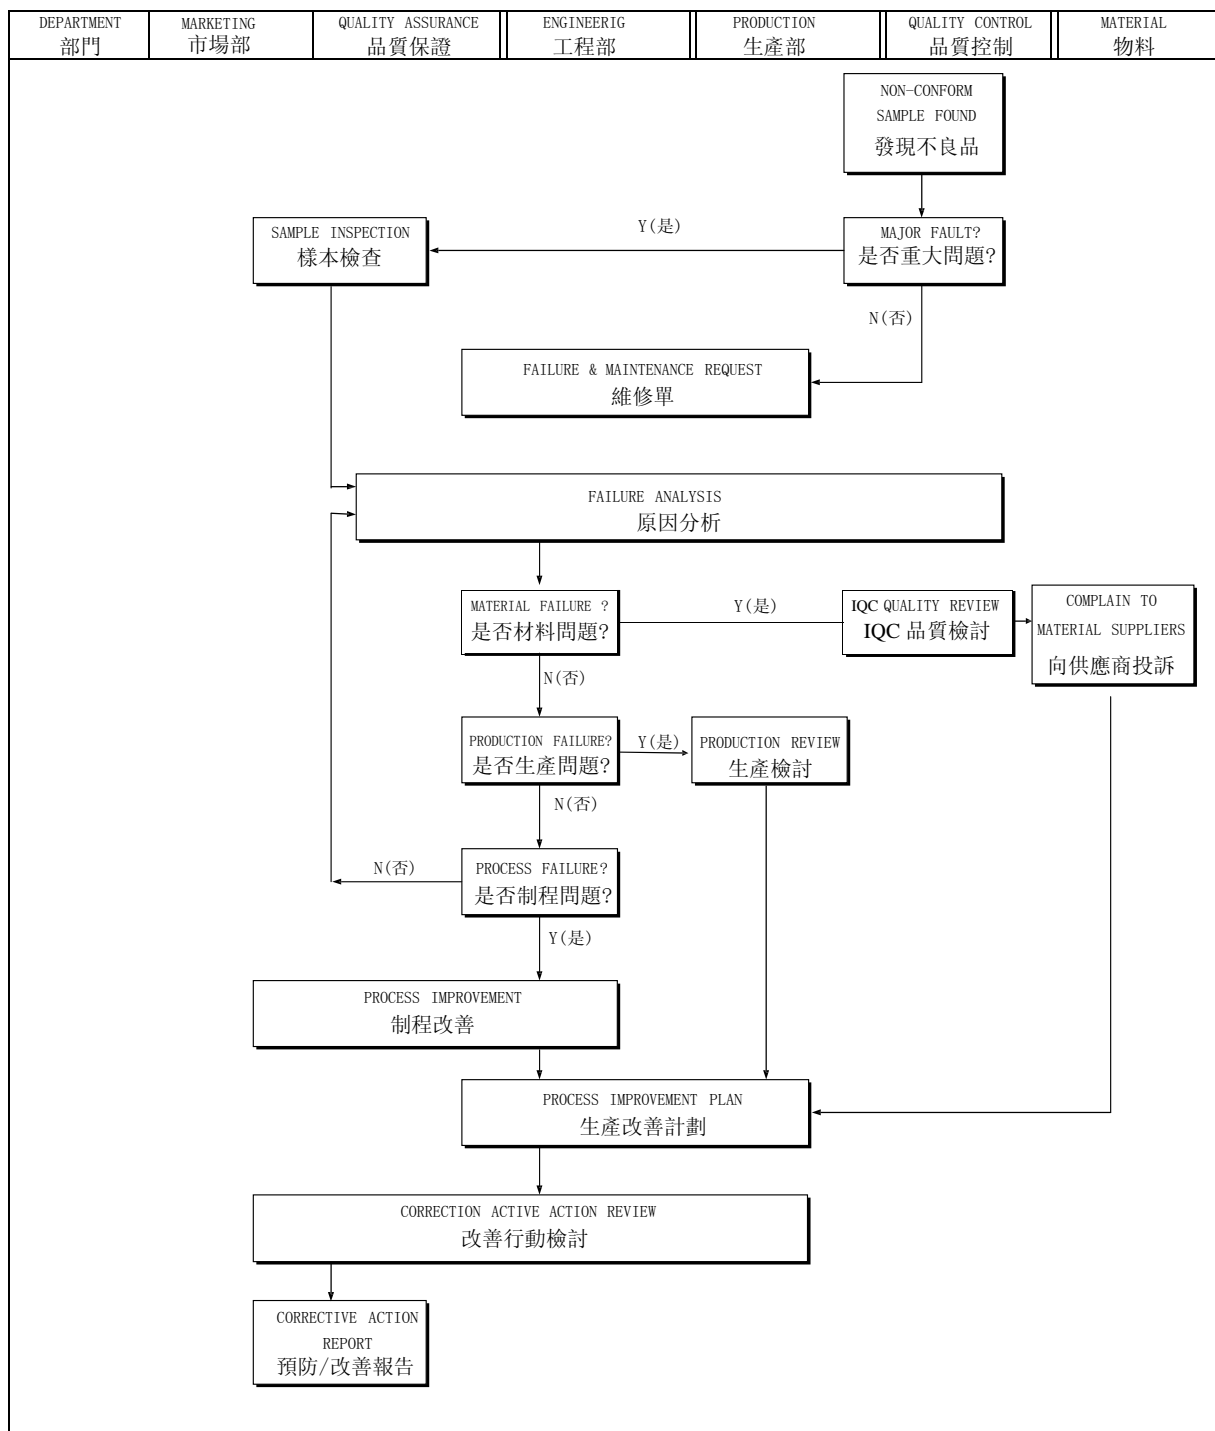 DEPARTMENT
部門
MARKETING
市場部
QUALITY ASSURANCE
品質保證
ENGINEERIG
工程部
PRODUCTION
生產部
QUALITY CONTROL
品質控制
MATERIAL
物料
NON-CONFORM
SAMPLE FOUND
發現不良品
SAMPLE INSPECTION
樣本檢查
Y(是)
MAJOR FAULT?
是否重大問題?
N(否)
FAILURE & MAINTENANCE REQUEST
維修單
FAILURE ANALYSIS
原因分析
MATERIAL FAILURE ?
是否材料問題?
Y(是)
IQC QUALITY REVIEW
IQC 品質檢討
COMPLAIN TO
MATERIAL SUPPLIERS
向供應商投訴
N(否)
PRODUCTION FAILURE?
是否生產問題?
Y(是)
PRODUCTION REVIEW
生產檢討
N(否)
N(否)
PROCESS FAILURE?
是否制程問題?
Y(是)
PROCESS IMPROVEMENT
制程改善
PROCESS IMPROVEMENT PLAN
生產改善計劃
CORRECTION ACTIVE ACTION REVIEW
改善行動檢討
CORRECTIVE ACTION
REPORT
預防/改善報告